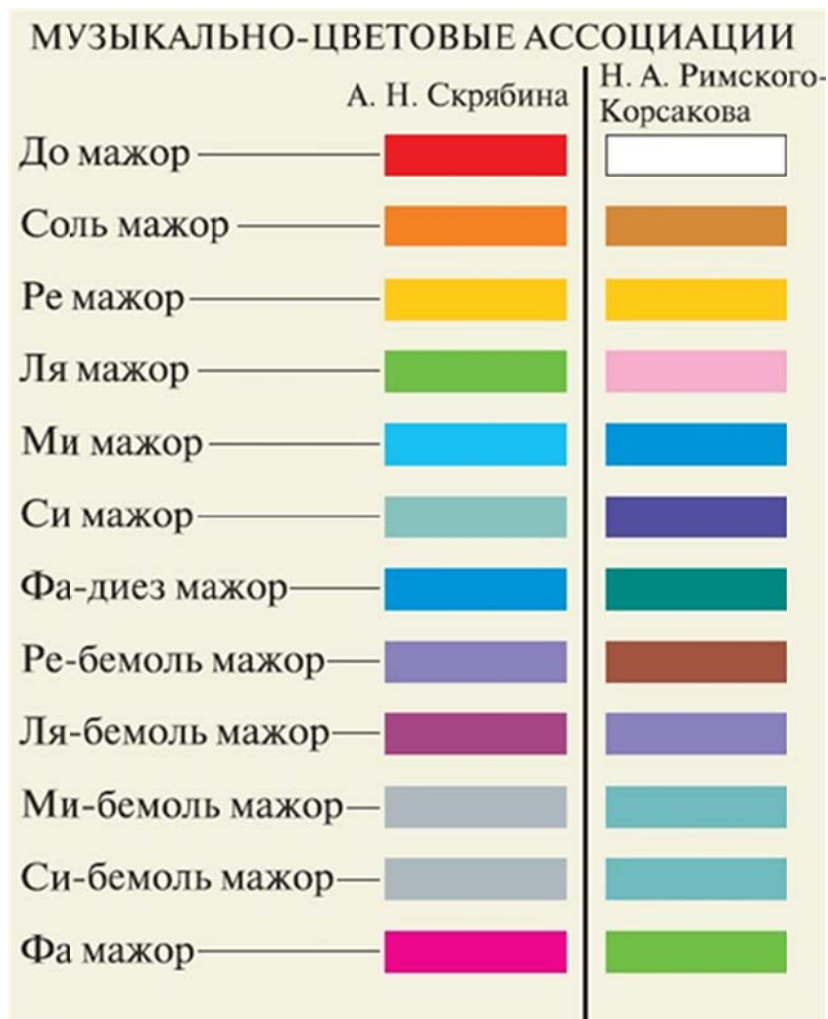 МУЗЫКАЛЬНО-ЦВЕТОВЫЕ АССОЦИАЦИИ
А. Н. Скрябина
Н. А. Римского-
Корсакова
До мажор
Соль мажор
Ре мажор
Ля мажор
Ми мажор
Си мажор
Фа-диез мажор
Ре-бемоль мажор
Ля-бемоль мажор
Ми-бемоль мажор
Си-бемоль мажор
Фа мажор